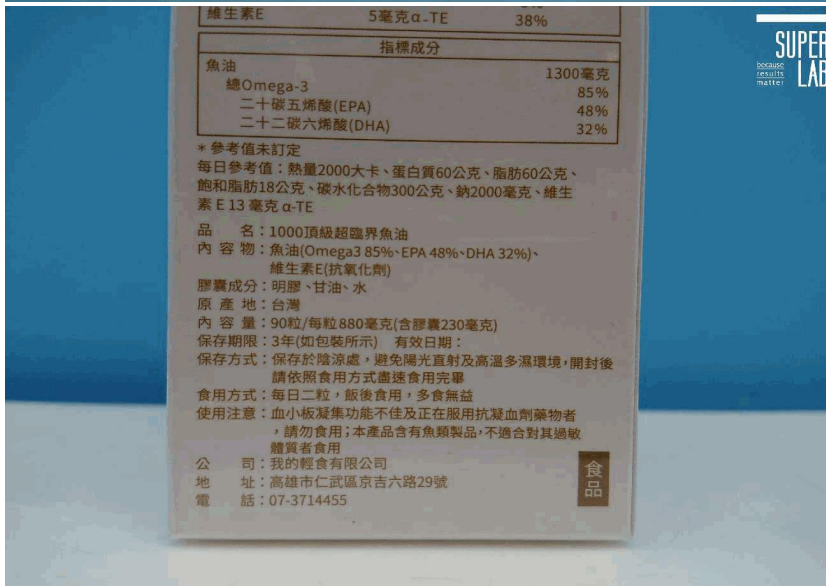 維生素E 5毫克α-TE 38%
指標成分
魚油 1300毫克
總Omega-3 85%
二十碳五烯酸(EPA) 48%
二十二碳六烯酸(DHA) 32%
＊參考值未訂定
每日參考值：熱量2000大卡、蛋白質60公克、脂肪60公克、
飽和脂肪18公克、碳水化合物300公克、鈉2000毫克、維生
素 E 13 毫克 α-TE
品　　名：1000頂級超臨界魚油
內 容 物：魚油(Omega3 85%、EPA 48%、DHA 32%)、
維生素E(抗氧化劑)
膠囊成分：明膠、甘油、水
原 產 地：台灣
內 容 量：90粒/每粒880毫克(含膠囊230毫克)
保存期限：3年(如包裝所示)　有效日期：
保存方式：保存於陰涼處，避免陽光直射及高溫多濕環境，開封後
請依照食用方式盡速食用完畢
食用方式：每日二粒，飯後食用，多食無益
使用注意：血小板凝集功能不佳及正在服用抗凝血劑藥物者
，請勿食用；本產品含有魚類製品，不適合對其過敏
體質者食用
公　　司：我的輕食有限公司
地　　址：高雄市仁武區京吉六路29號
電　　話：07-3714455
食品
SUPER
LAB
because
results
matter